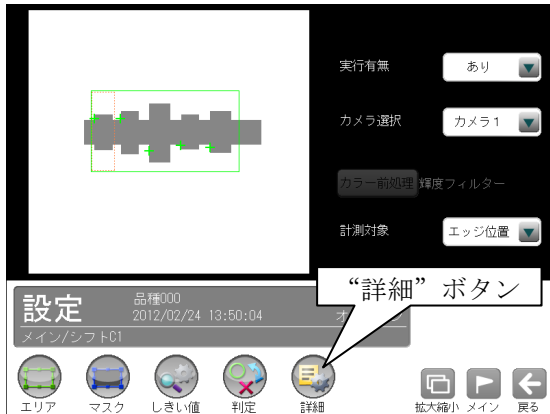 実行有無
あり
カメラ選択
カメラ1
カラー前処理 輝度フィルター
計測対象
エッジ位置
“詳細”ボタン
設定
品種000
2012/02/24 13:50:04
オ
メイン/シフトC1
エリア
マスク
しきい値
判定
詳細
拡大縮小
メイン
戻る